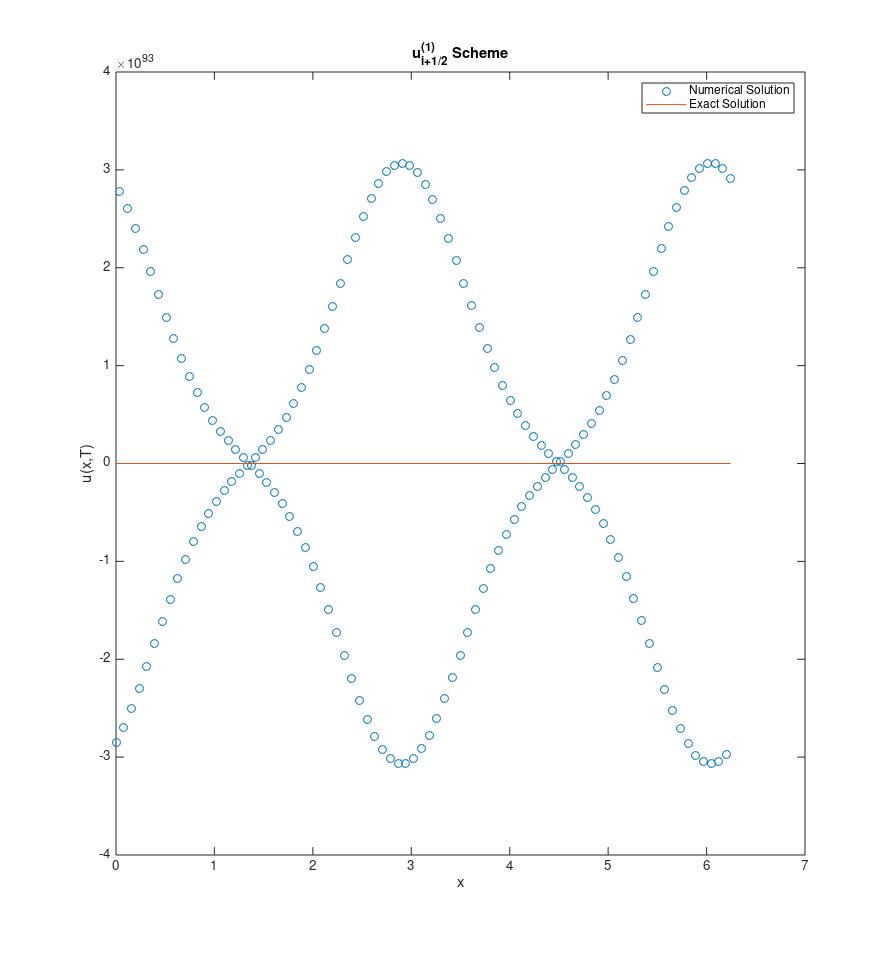 u_{i+1/2}^{(1)} Scheme
×10^{93}
Numerical Solution
Exact Solution
4
3
2
1
0
-1
-2
-3
-4
u(x,T)
0 1 2 3 4 5 6 7
x